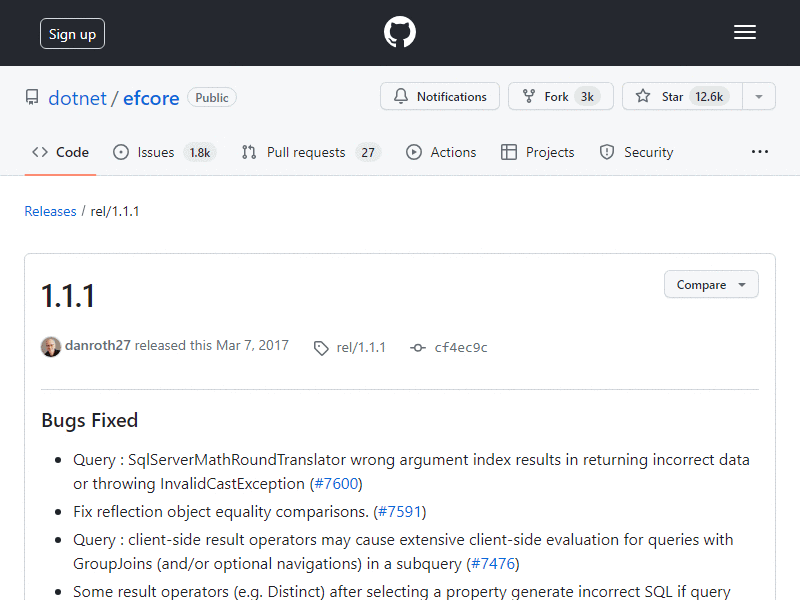 Sign up
dotnet / efcore Public
Notifications
Fork 3k
Star 12.6k
Code
Issues 1.8k
Pull requests 27
Actions
Projects
Security
Releases / rel/1.1.1
1.1.1
Compare
danroth27 released this Mar 7, 2017
rel/1.1.1
cf4ec9c
Bugs Fixed
Query : SqlServerMathRoundTranslator wrong argument index results in returning incorrect data
or throwing InvalidCastException (#7600)
Fix reflection object equality comparisons. (#7591)
Query : client-side result operators may cause extensive client-side evaluation for queries with
GroupJoins (and/or optional navigations) in a subquery (#7476)
Some result operators (e.g. Distinct) after selecting a property generate incorrect SQL if query